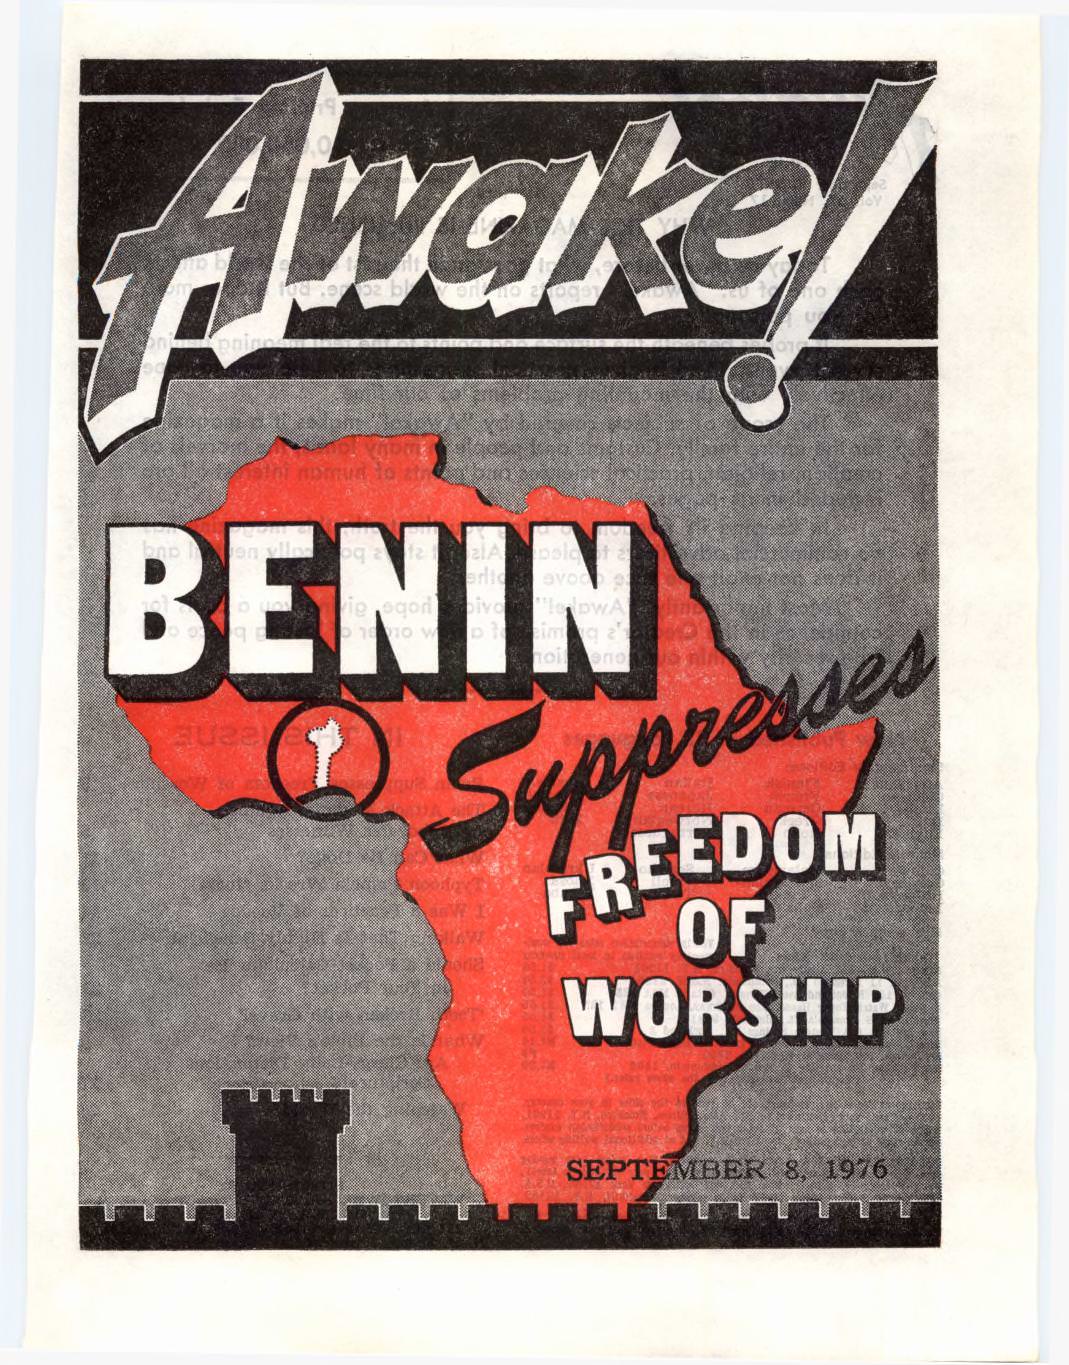 Awake!
BENIN
Suppresses
FREEDOM
OF
WORSHIP
SEPTEMBER 8, 1976